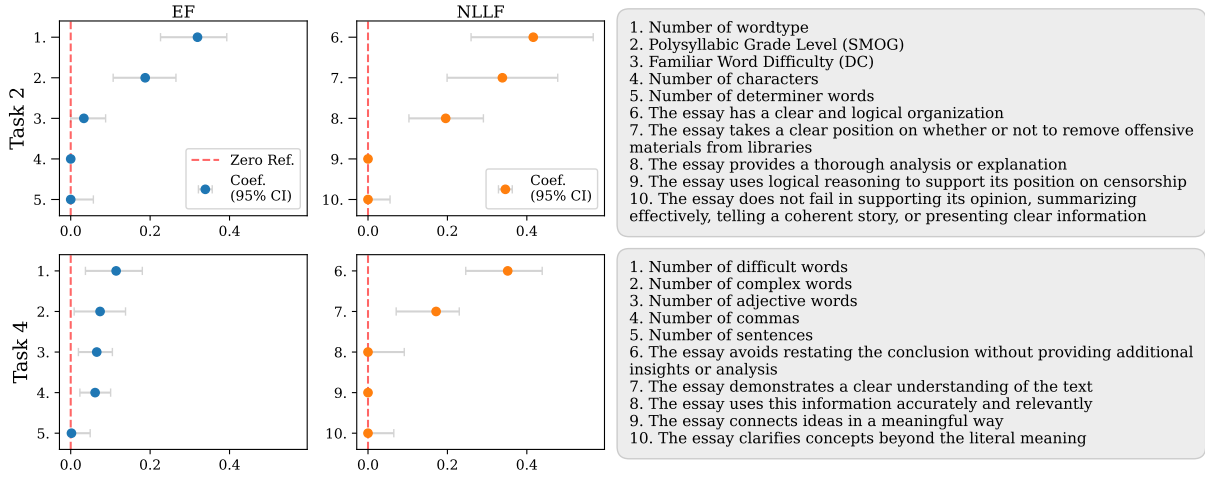 EF
NLLF
Task 2
1.
2.
3.
4.
5.
Zero Ref.
Coef.
(95% CI)
0.0
0.2
0.4
6.
7.
8.
9.
10.
Coef.
(95% CI)
0.0
0.2
0.4
1. Number of wordtype
2. Polysyllabic Grade Level (SMOG)
3. Familiar Word Difficulty (DC)
4. Number of characters
5. Number of determiner words
6. The essay has a clear and logical organization
7. The essay takes a clear position on whether or not to remove offensive
materials from libraries
8. The essay provides a thorough analysis or explanation
9. The essay uses logical reasoning to support its position on censorship
10. The essay does not fail in supporting its opinion, summarizing
effectively, telling a coherent story, or presenting clear information
Task 4
1.
2.
3.
4.
5.
0.0
0.2
0.4
6.
7.
8.
9.
10.
0.0
0.2
0.4
1. Number of difficult words
2. Number of complex words
3. Number of adjective words
4. Number of commas
5. Number of sentences
6. The essay avoids restating the conclusion without providing additional
insights or analysis
7. The essay demonstrates a clear understanding of the text
8. The essay uses this information accurately and relevantly
9. The essay connects ideas in a meaningful way
10. The essay clarifies concepts beyond the literal meaning